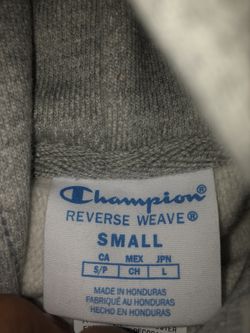 Champion
REVERSE WEAVE®
SMALL
CA MEX JPN
S/P CH L
MADE IN HONDURAS
FABRIQUÉ AU HONDURAS
HECHO EN HONDURAS